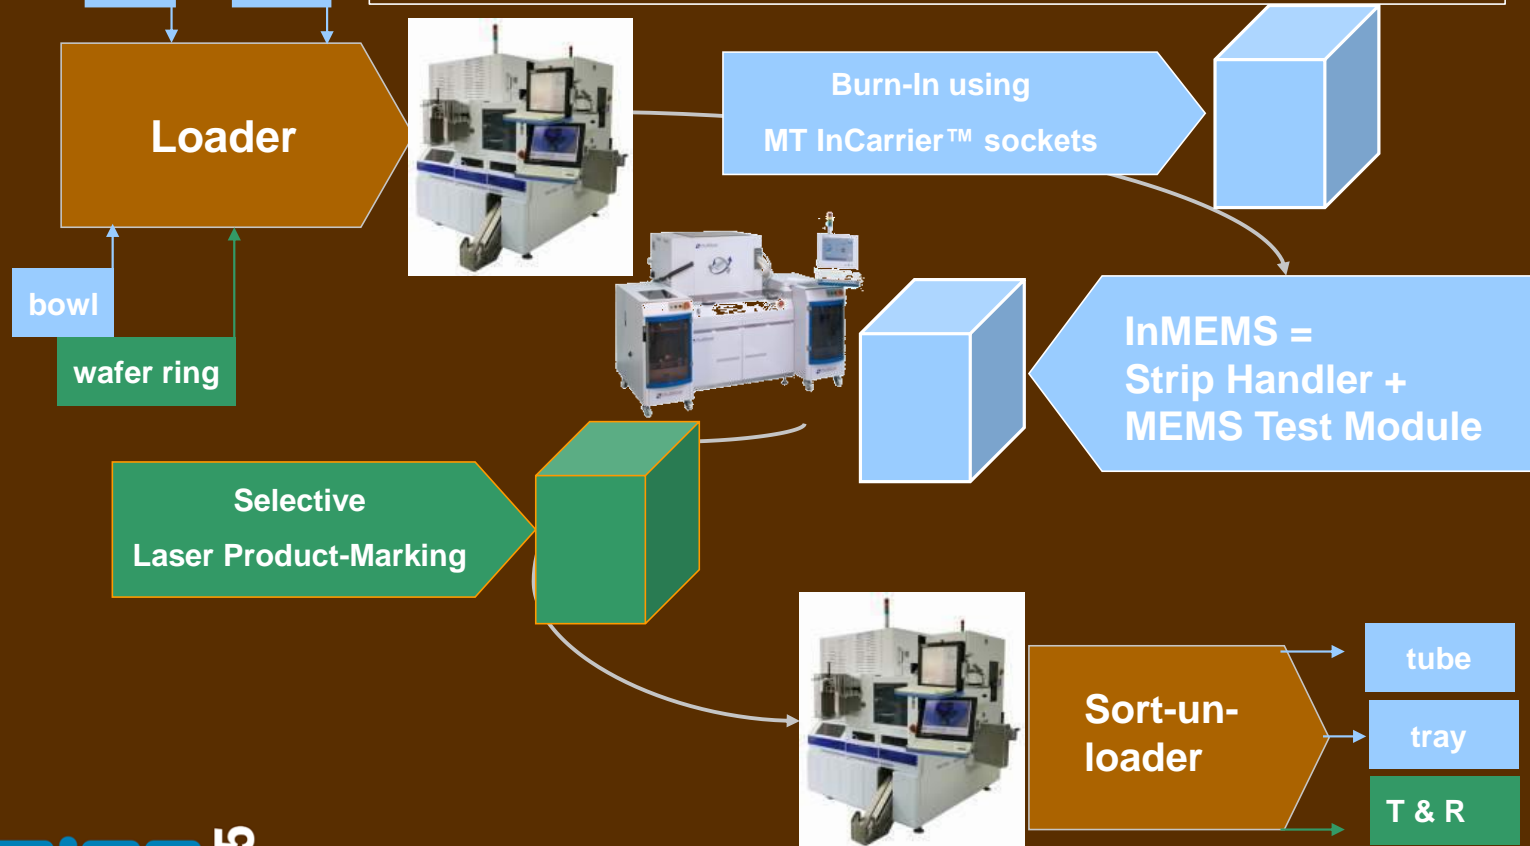 Loader
Burn-In using
MT InCarrier™ sockets
bowl
wafer ring
InMEMS =
Strip Handler +
MEMS Test Module
Selective
Laser Product-Marking
Sort-un-
loader
tube
tray
T & R